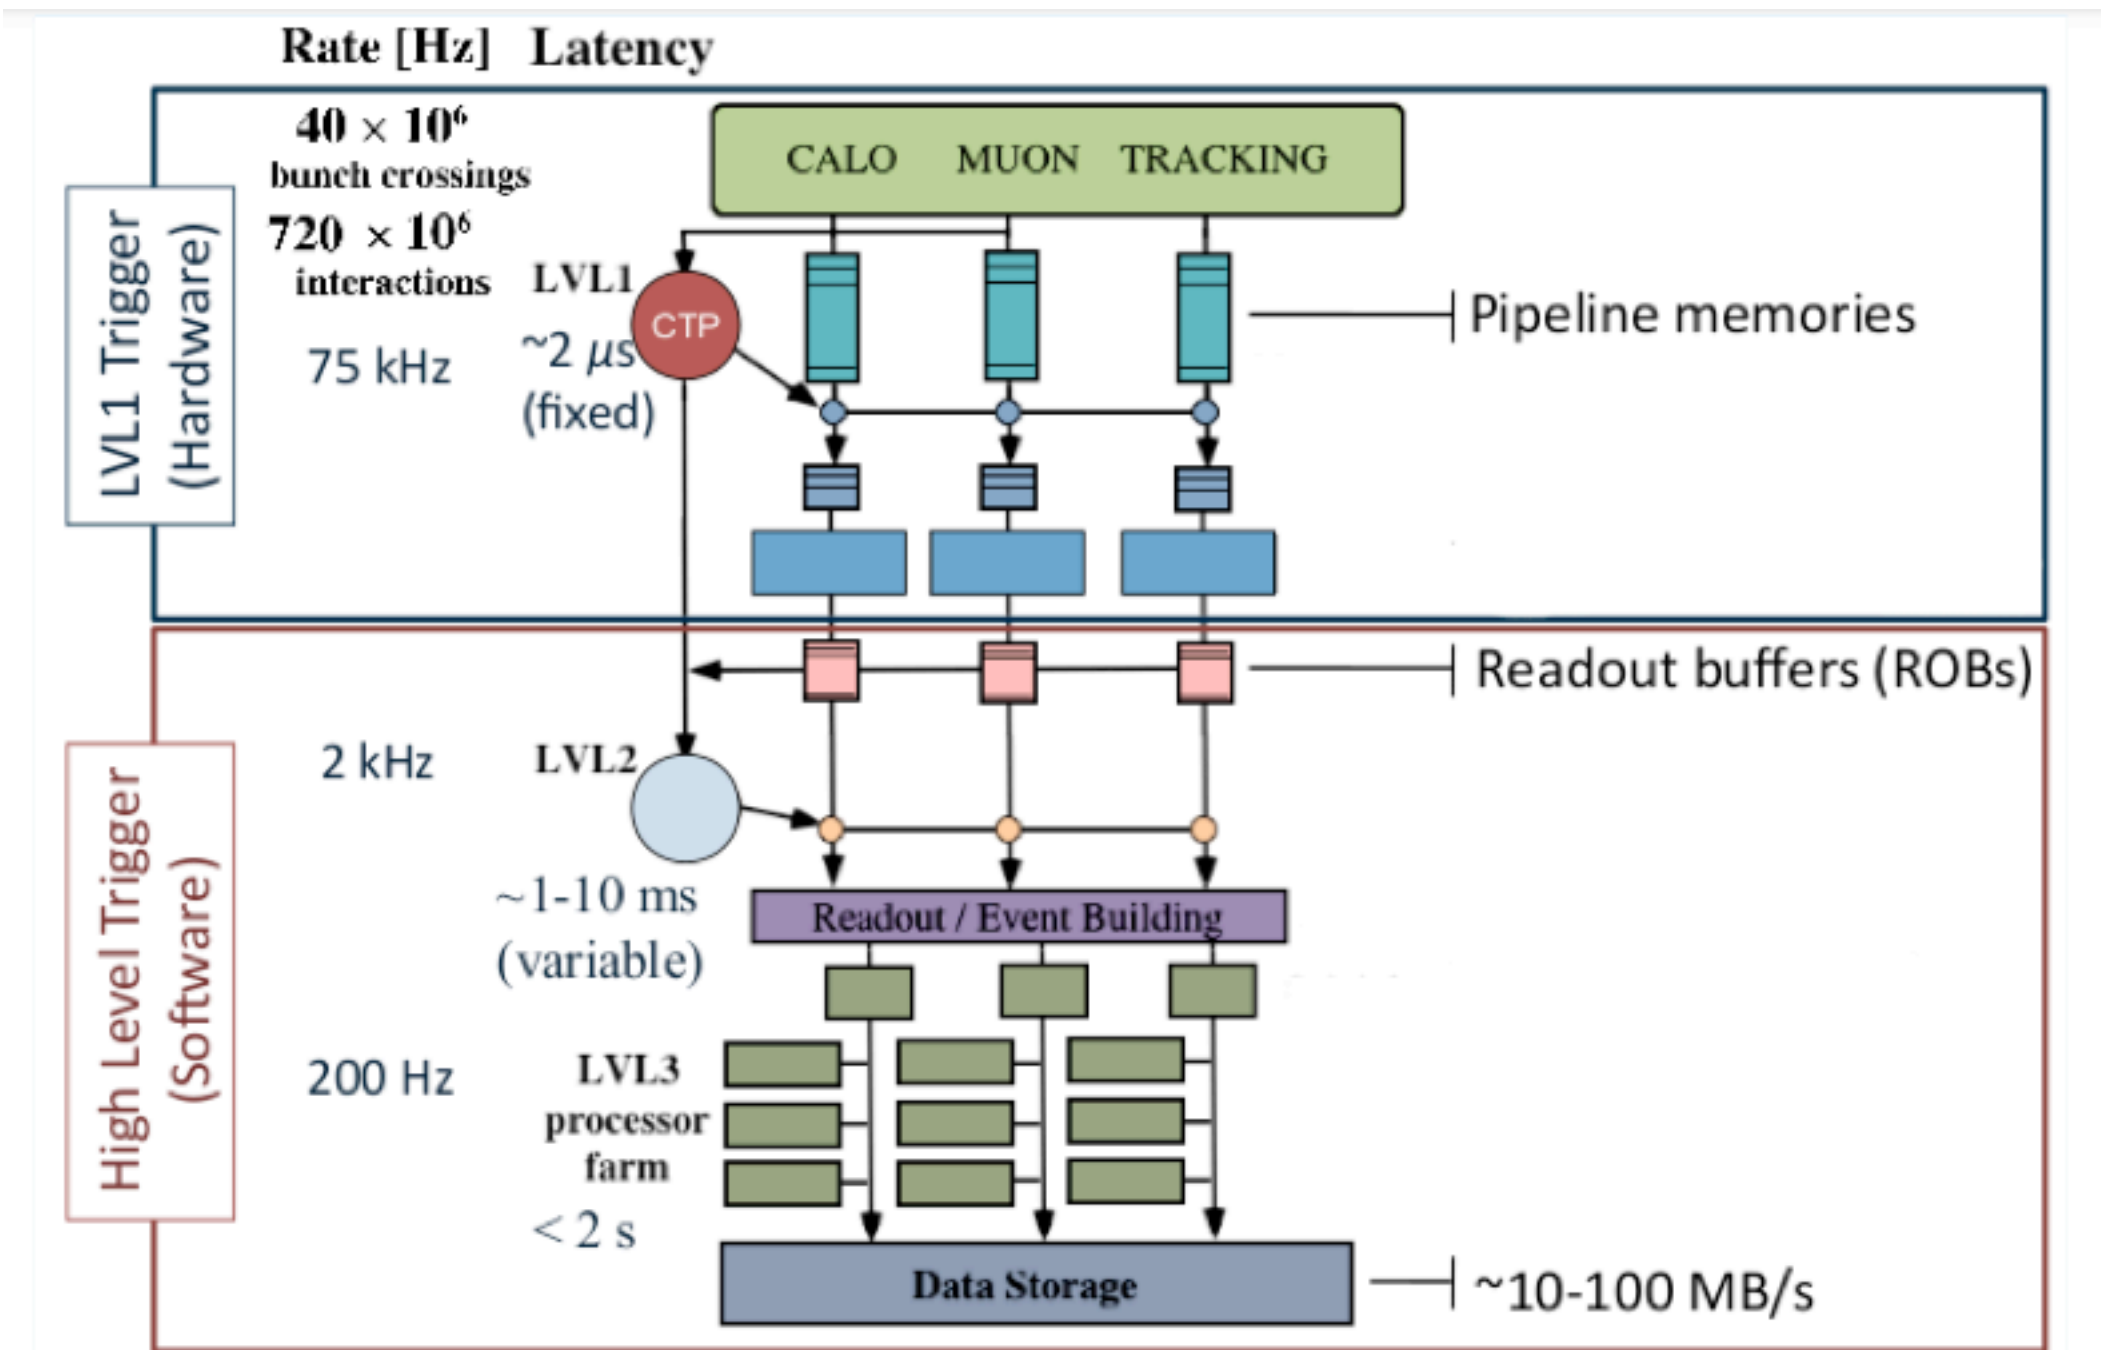 Rate [Hz] Latency
40 × 10⁶
bunch crossings
720 × 10⁶
interactions
75 kHz
LVL1
~2 μs
(fixed)
CTP
CALO MUON TRACKING
Pipeline memories
LVL1 Trigger
(Hardware)
Readout buffers (ROBs)
2 kHz
LVL2
~1-10 ms
(variable)
Readout / Event Building
High Level Trigger
(Software)
200 Hz
LVL3
processor
farm
< 2 s
Data Storage
~10-100 MB/s